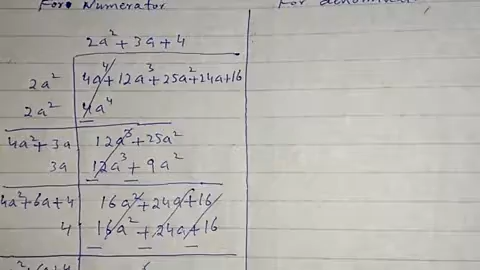 For Numerator For
2a² + 3a + 4
2a² 4a⁴ + 12a³ + 25a² + 24a + 16
2a² 4a⁴
4a² + 3a 12a³ + 25a²
3a 12a³ + 9a²
4a² + 6a + 4 16a² + 24a + 16
4 16a² + 24a + 16